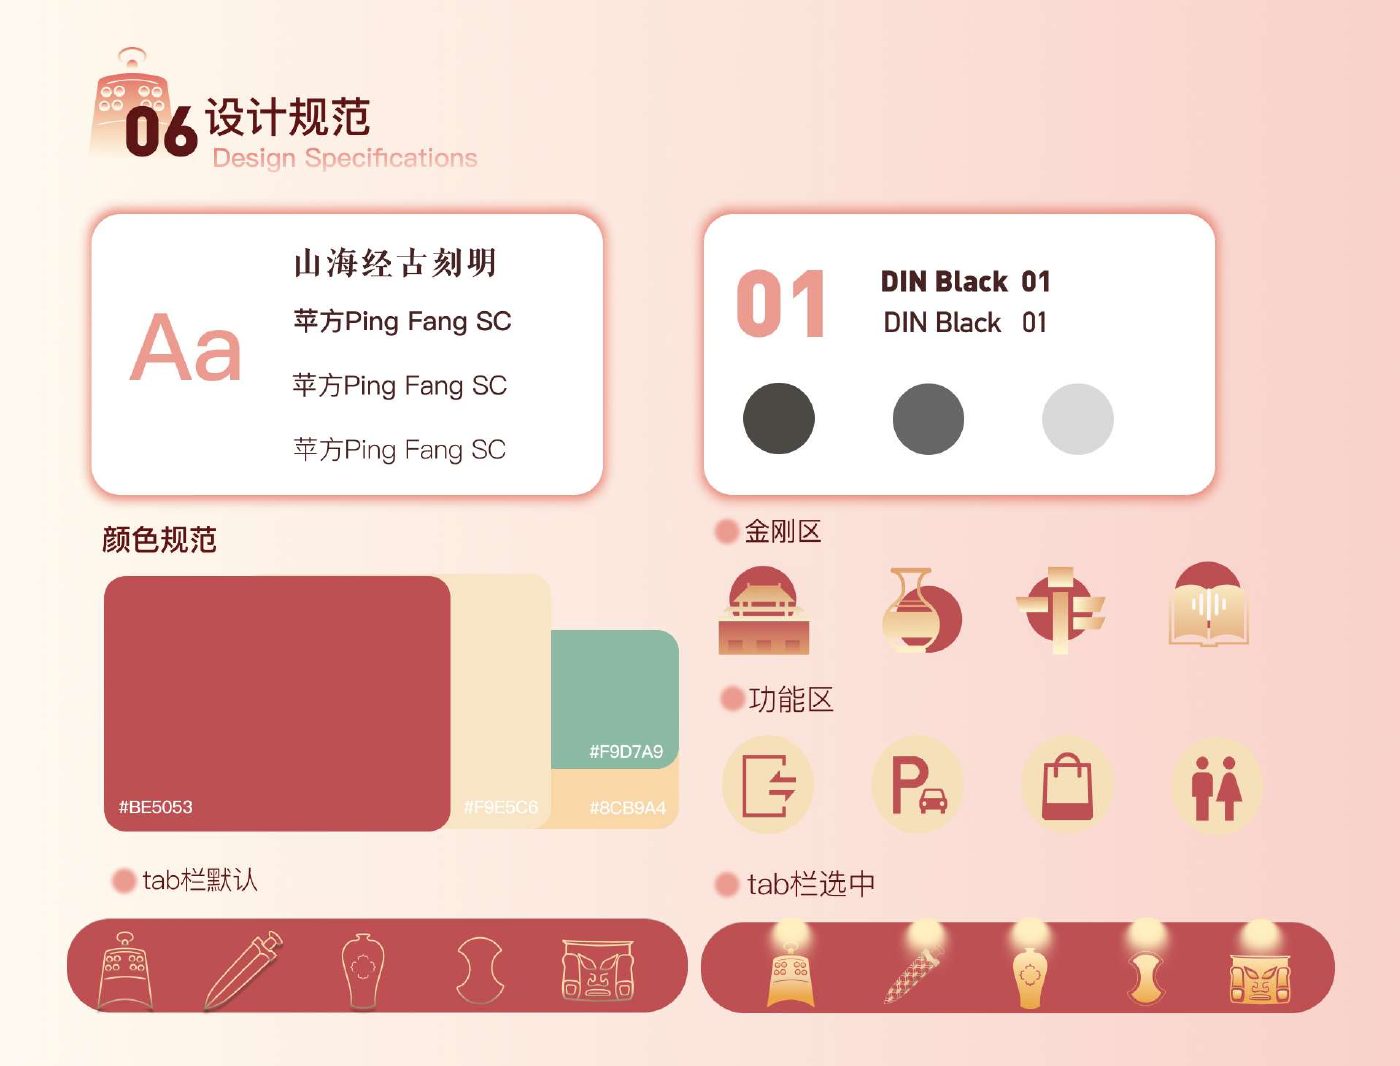 06
设计规范
Design Specifications
Aa
山海经古刻明
苹方Ping Fang SC
苹方Ping Fang SC
苹方Ping Fang SC
01
DIN Black 01
DIN Black 01
颜色规范
#BE5053
#F9E5C6
#F9D7A9
#8CB9A4
金刚区
功能区
P
tab栏默认
tab栏选中